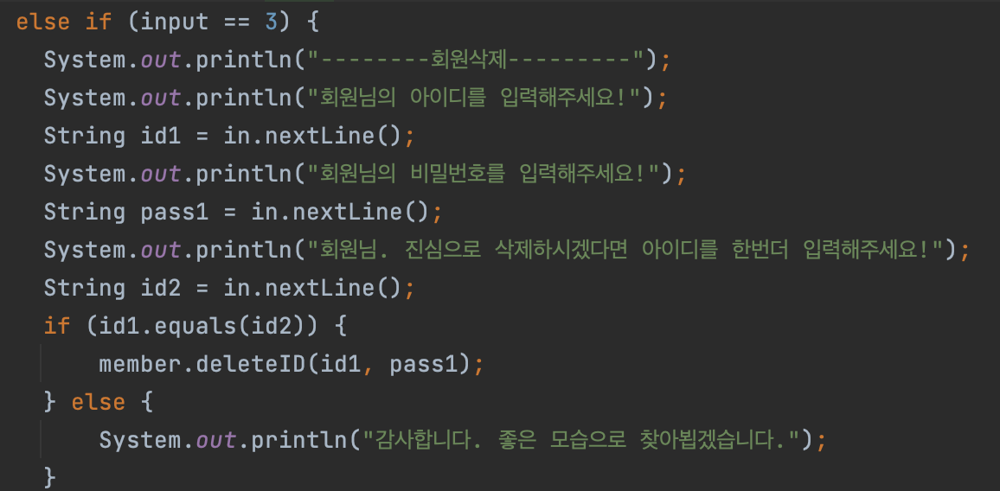 else if (input == 3) {
System.out.println("--------회원삭제---------");
System.out.println("회원님의 아이디를 입력해주세요!");
String id1 = in.nextLine();
System.out.println("회원님의 비밀번호를 입력해주세요!");
String pass1 = in.nextLine();
System.out.println("회원님. 진심으로 삭제하시겠다면 아이디를 한번더 입력해주세요!");
String id2 = in.nextLine();
if (id1.equals(id2)) {
member.deleteID(id1, pass1);
} else {
System.out.println("감사합니다. 좋은 모습으로 찾아뵙겠습니다.");
}